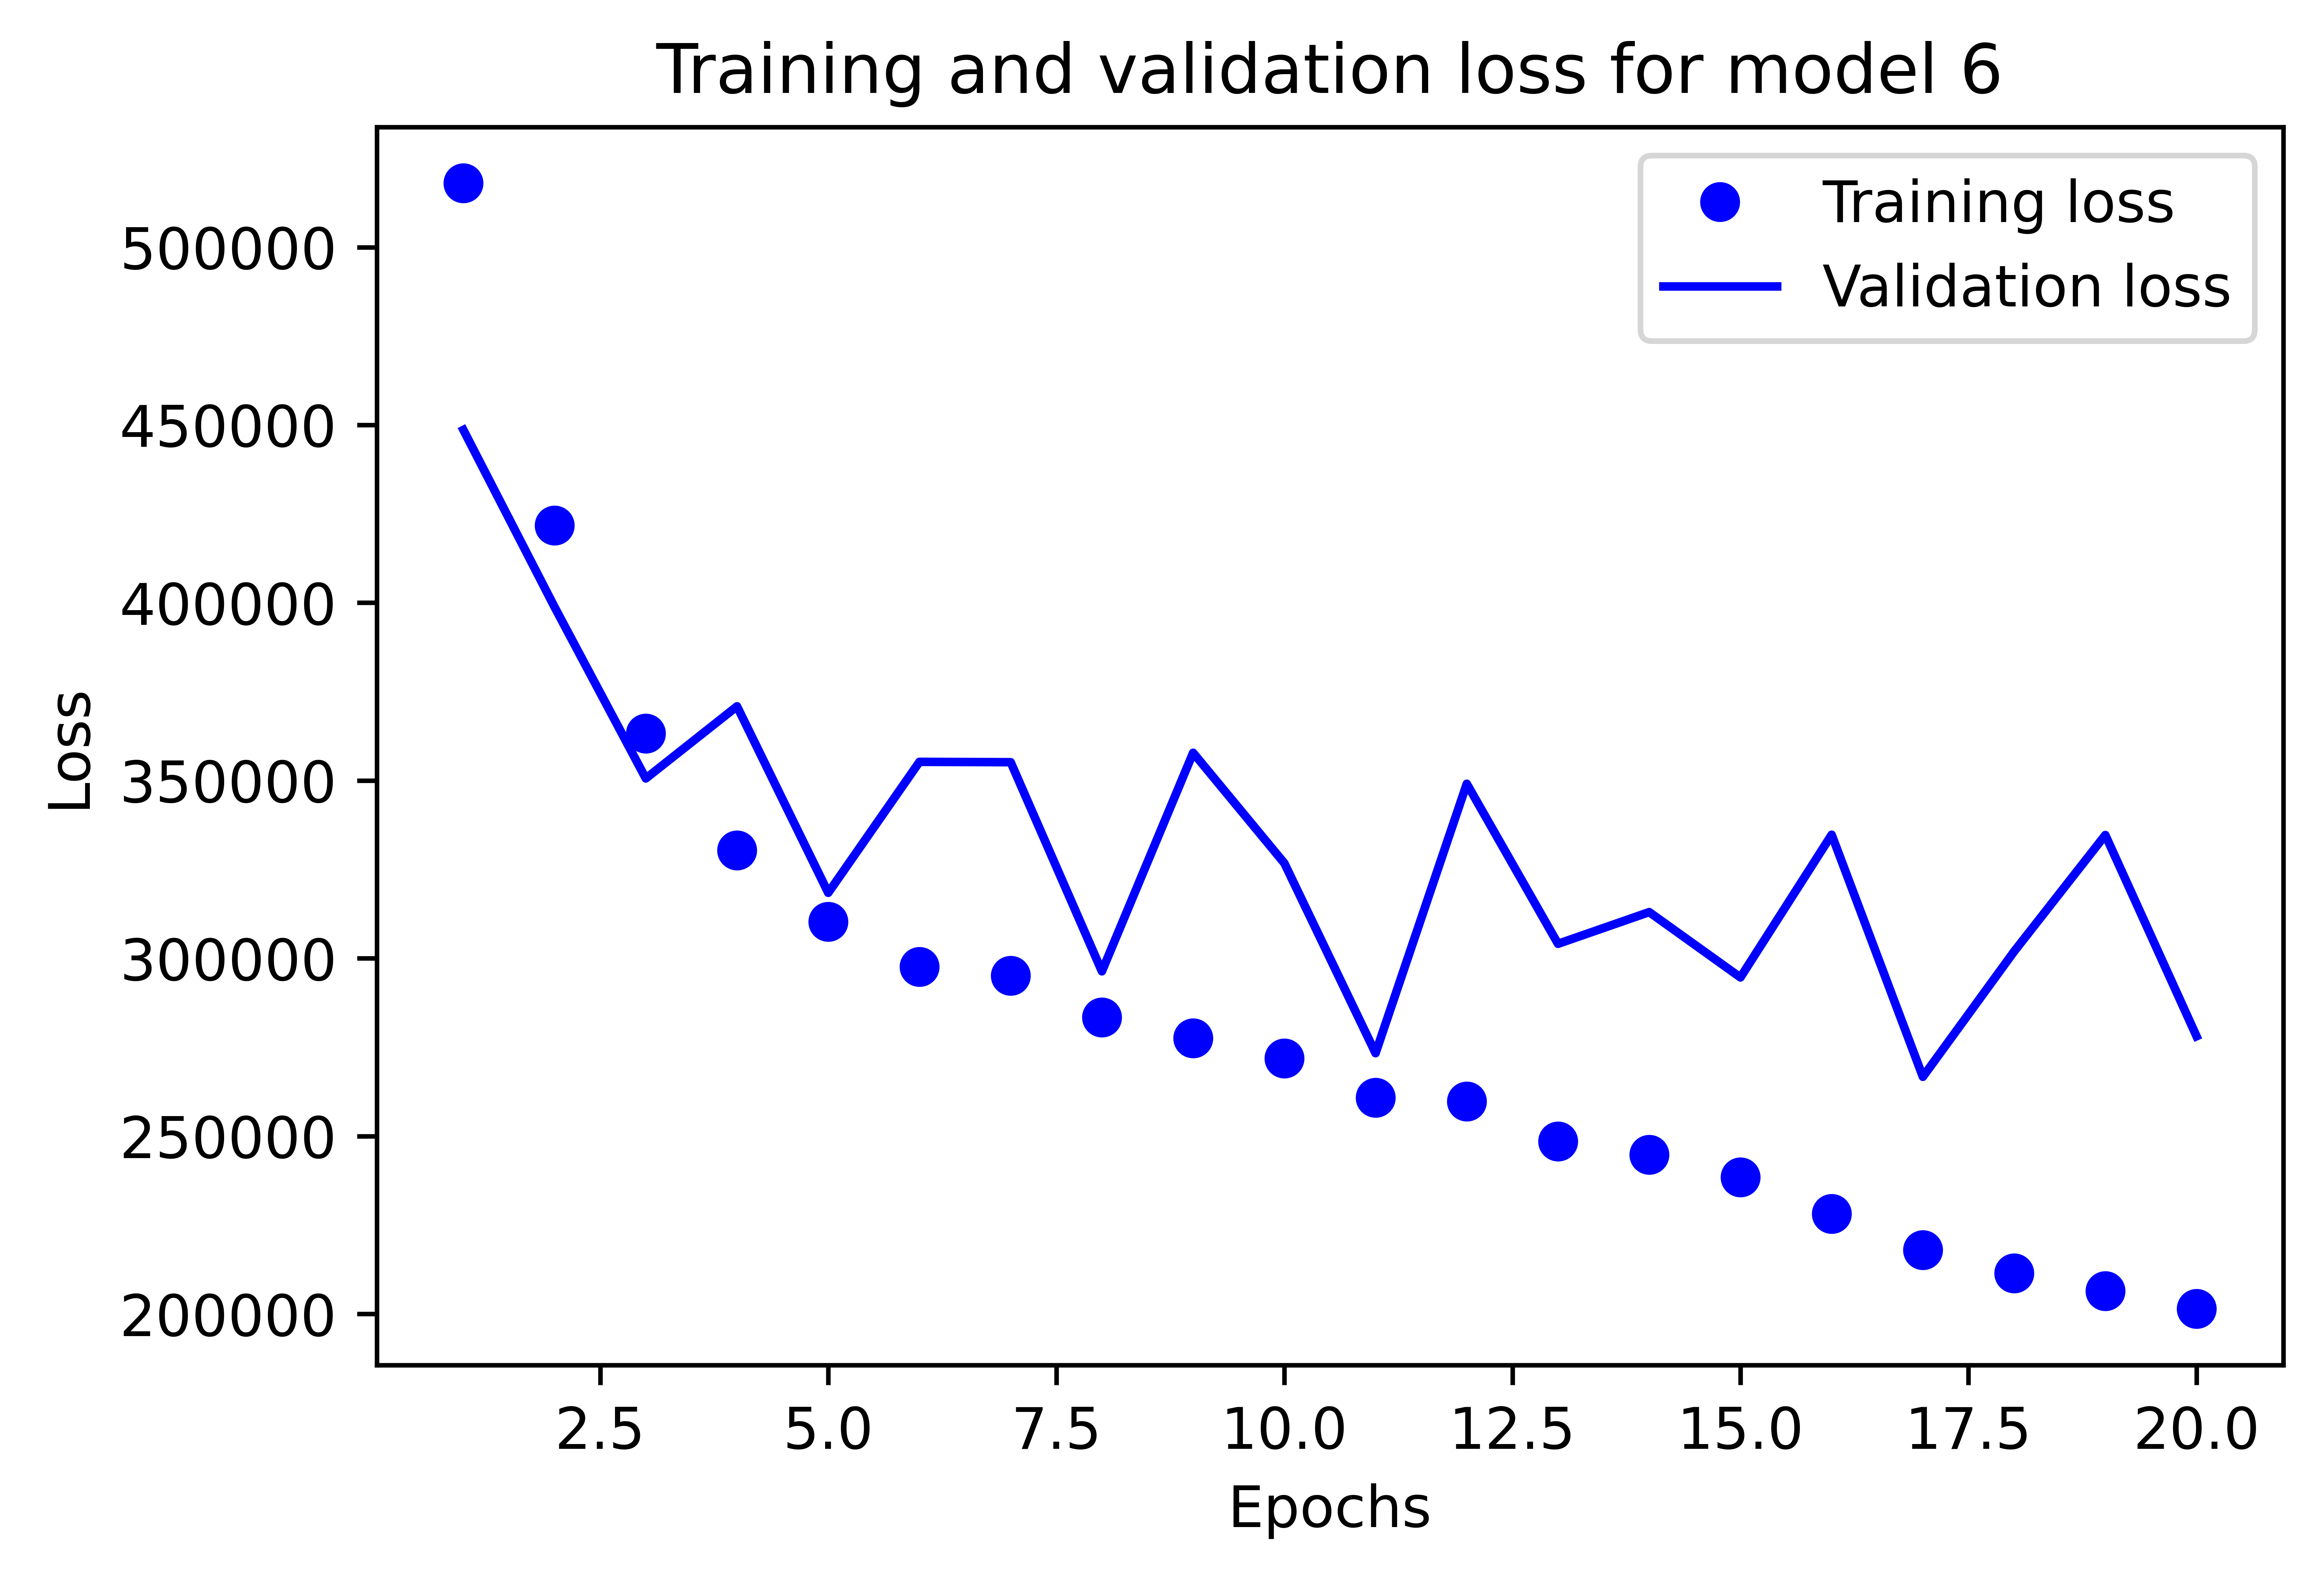 Training and validation loss for model 6
Training loss
Validation loss
500000
450000
400000
350000
300000
250000
200000
Loss
2.5 5.0 7.5 10.0 12.5 15.0 17.5 20.0
Epochs